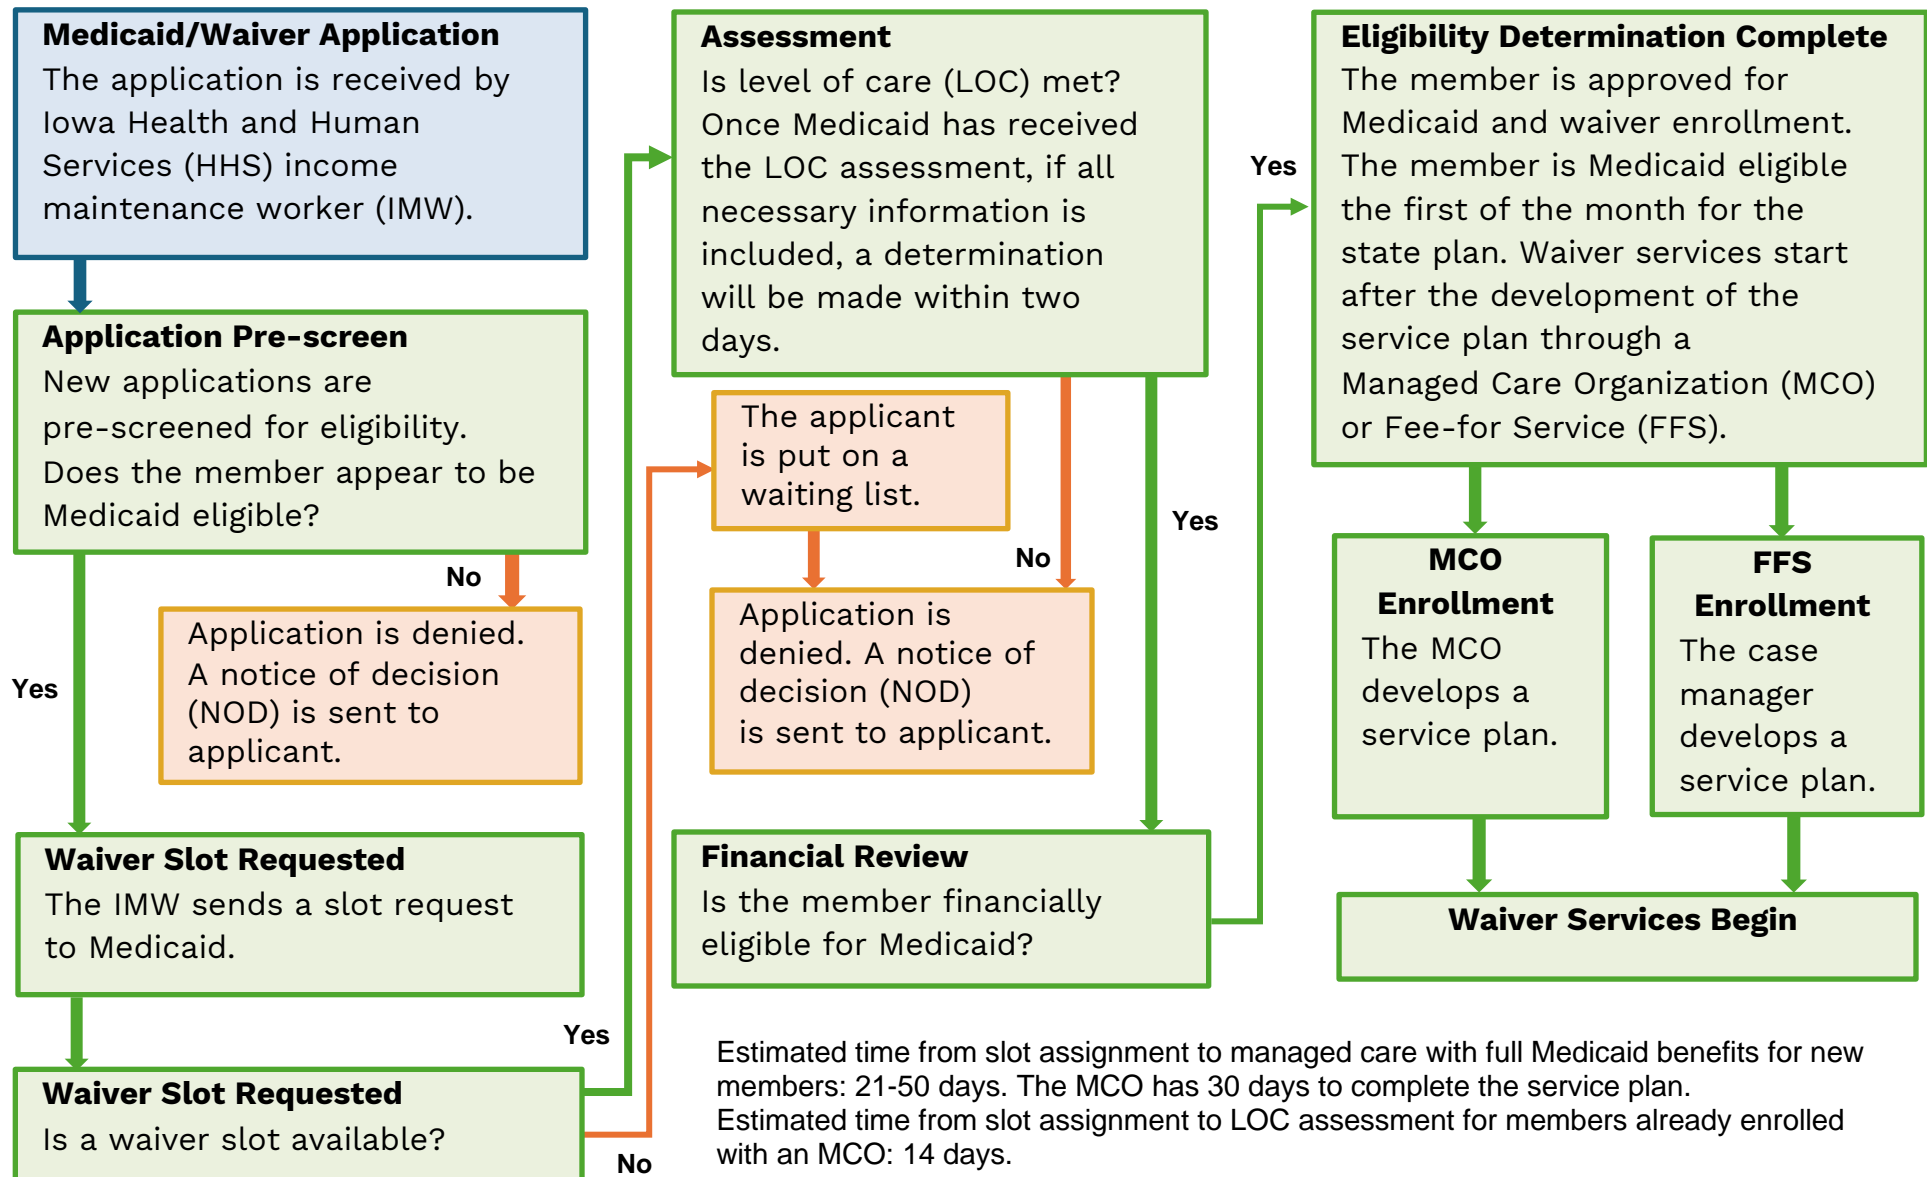 Medicaid/Waiver Application
The application is received by
Iowa Health and Human
Services (HHS) income
maintenance worker (IMW).
Application Pre-screen
New applications are
pre-screened for eligibility.
Does the member appear to be
Medicaid eligible?
No
Application is denied.
A notice of decision
(NOD) is sent to
applicant.
Yes
Waiver Slot Requested
The IMW sends a slot request
to Medicaid.
Waiver Slot Requested
Is a waiver slot available?
Yes
No
Assessment
Is level of care (LOC) met?
Once Medicaid has received
the LOC assessment, if all
necessary information is
included, a determination
will be made within two
days.
The applicant
is put on a
waiting list.
No
Application is
denied. A notice of
decision (NOD)
is sent to applicant.
Yes
Financial Review
Is the member financially
eligible for Medicaid?
Yes
Eligibility Determination Complete
The member is approved for
Medicaid and waiver enrollment.
The member is Medicaid eligible
the first of the month for the
state plan. Waiver services start
after the development of the
service plan through a
Managed Care Organization (MCO)
or Fee-for Service (FFS).
MCO
Enrollment
The MCO
develops a
service plan.
FFS
Enrollment
The case
manager
develops a
service plan.
Waiver Services Begin
Estimated time from slot assignment to managed care with full Medicaid benefits for new
members: 21-50 days. The MCO has 30 days to complete the service plan.
Estimated time from slot assignment to LOC assessment for members already enrolled
with an MCO: 14 days.